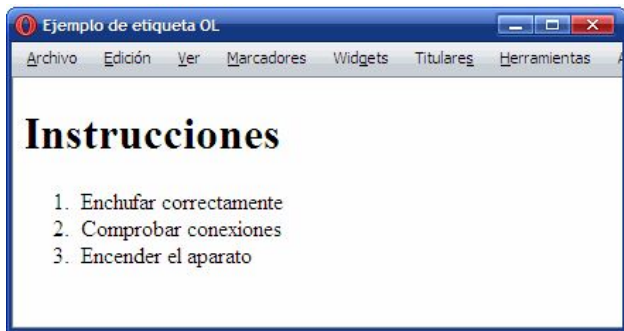 Ejemplo de etiqueta OL
Archivo Edición Ver Marcadores Widgets Titulares Herramientas
Instrucciones
1. Enchufar correctamente
2. Comprobar conexiones
3. Encender el aparato